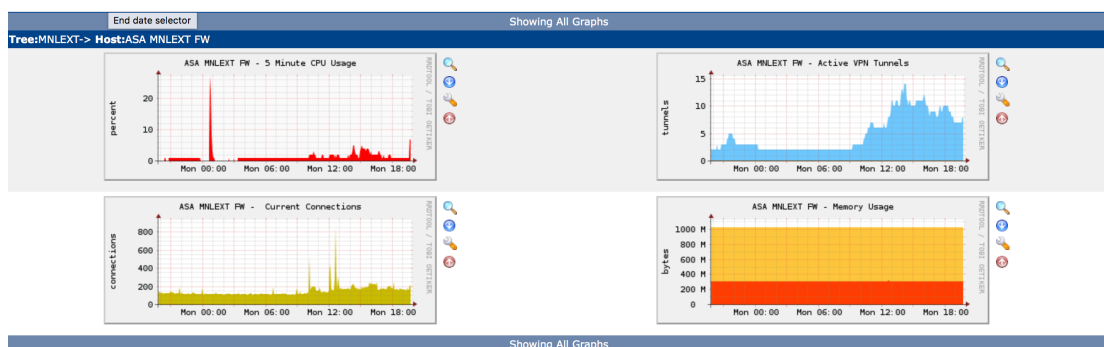 End date selector
Showing All Graphs
Tree:MNLEXT-> Host:ASA MNLEXT FW
ASA MNLEXT FW - 5 Minute CPU Usage
percent
20
10
0
Mon 00:00 Mon 06:00 Mon 12:00 Mon 18:00
RRDTOOL / TOBI OETIKER
ASA MNLEXT FW - Active VPN Tunnels
tunnels
15
10
5
0
Mon 00:00 Mon 06:00 Mon 12:00 Mon 18:00
RRDTOOL / TOBI OETIKER
ASA MNLEXT FW - Current Connections
connections
800
600
400
200
0
Mon 00:00 Mon 06:00 Mon 12:00 Mon 18:00
RRDTOOL / TOBI OETIKER
ASA MNLEXT FW - Memory Usage
bytes
1000 M
800 M
600 M
400 M
200 M
0
Mon 00:00 Mon 06:00 Mon 12:00 Mon 18:00
RRDTOOL / TOBI OETIKER
Showing All Graphs